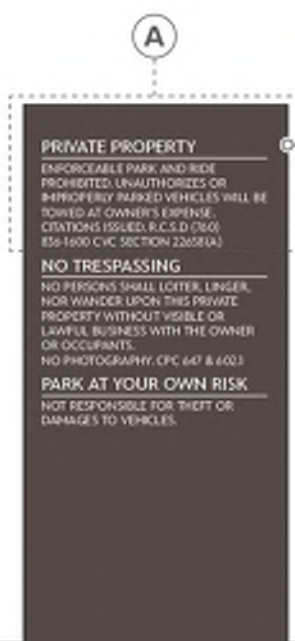 A
PRIVATE PROPERTY
ENFORCEABLE PARK AND RIDE
PROHIBITED. UNAUTHORIZES OR
IMPROPERLY PARKED VEHICLES WILL BE
TOWED AT OWNER'S EXPENSE.
CITATIONS ISSUED. R.C.S.D (760)
836-1600 CVC SECTION 22658(A)
NO TRESPASSING
NO PERSONS SHALL LOITER, LINGER,
NOR WANDER UPON THIS PRIVATE
PROPERTY WITHOUT VISIBLE OR
LAWFUL BUSINESS WITH THE OWNER
OR OCCUPANTS.
NO PHOTOGRAPHY. CPC 647 & 602.1
PARK AT YOUR OWN RISK
NOT RESPONSIBLE FOR THEFT OR
DAMAGES TO VEHICLES.